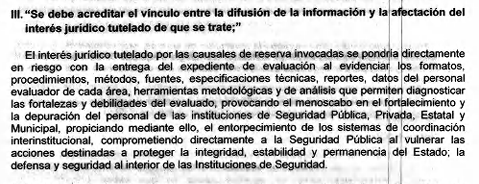 III. “Se debe acreditar el vínculo entre la difusión de la información y la afectación del
interés jurídico tutelado de que se trate;”
El interés jurídico tutelado por las causales de reserva invocadas se pondría directamente
en riesgo con la entrega del expediente de evaluación al evidenciar los formatos,
procedimientos, métodos, fuentes, especificaciones técnicas, reportes, datos del personal
evaluador de cada área, herramientas metodológicas y de análisis que permiten diagnosticar
las fortalezas y debilidades del evaluado, provocando el menoscabo en el fortalecimiento y
la depuración del personal de las instituciones de Seguridad Pública, Privada, Estatal y
Municipal, propiciando mediante ello, el entorpecimiento de los sistemas de coordinación
interinstitucional, comprometiendo directamente a la Seguridad Pública al vulnerar las
acciones destinadas a proteger la integridad, estabilidad y permanencia del Estado; la
defensa y seguridad al interior de las Instituciones de Seguridad.